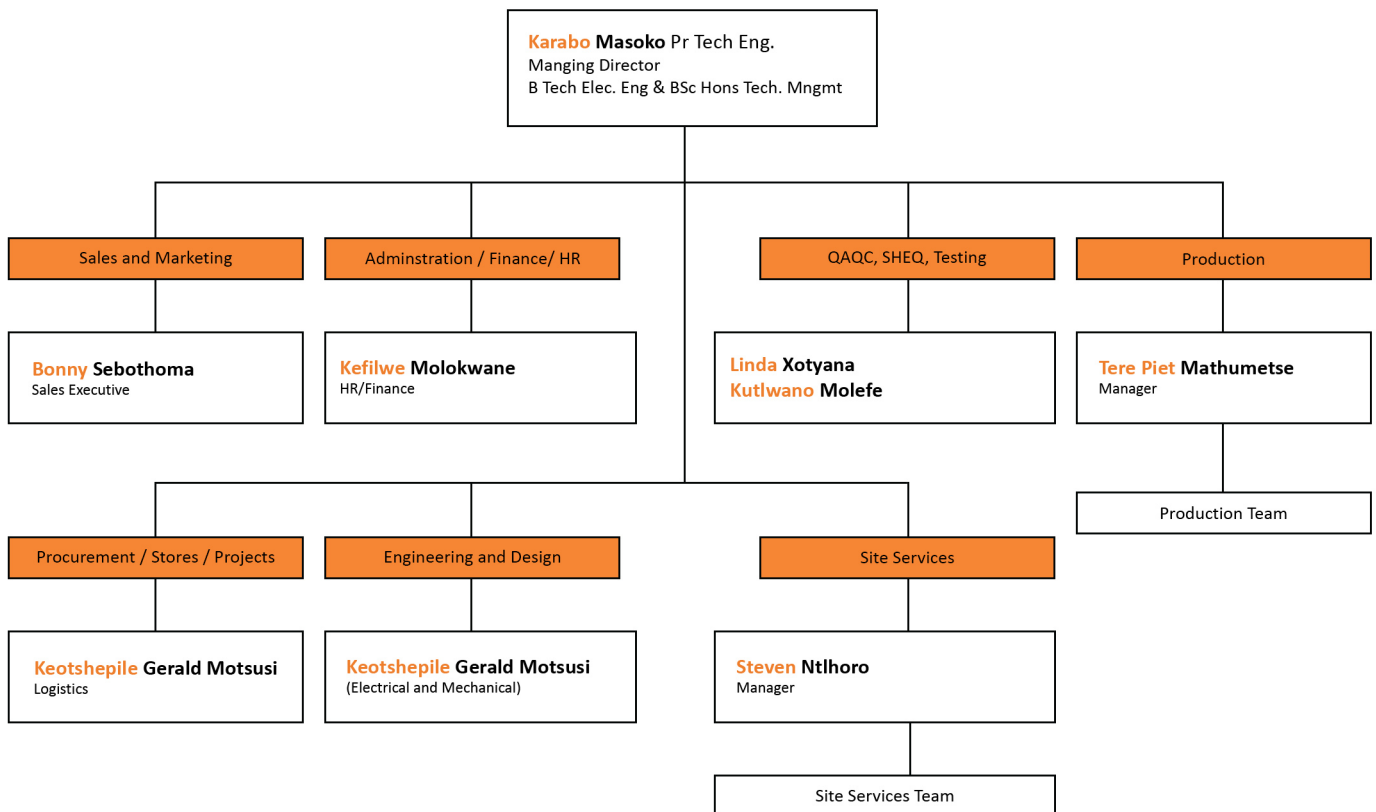 Karabo Masoko Pr Tech Eng.
Manging Director
B Tech Elec. Eng & BSc Hons Tech. Mngmt
Sales and Marketing
Adminstration / Finance/ HR
QAQC, SHEQ, Testing
Production
Bonny Sebothoma
Sales Executive
Kefilwe Molokwane
HR/Finance
Linda Xotyana
Kutlwano Molefe
Tere Piet Mathumetse
Manager
Production Team
Procurement / Stores / Projects
Engineering and Design
Site Services
Keotshepile Gerald Motsusi
Logistics
Keotshepile Gerald Motsusi
(Electrical and Mechanical)
Steven Ntlhoro
Manager
Site Services Team